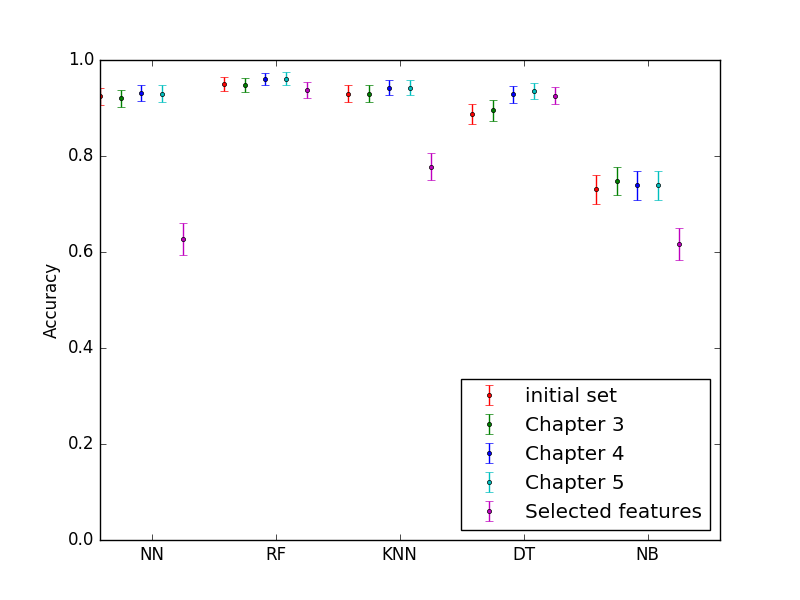 1.0
0.8
0.6
0.4
0.2
0.0
Accuracy
NN RF KNN DT NB
initial set
Chapter 3
Chapter 4
Chapter 5
Selected features